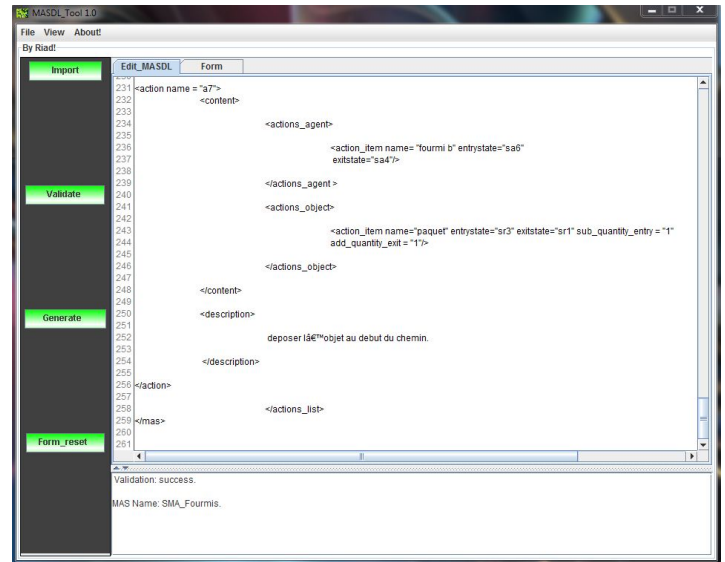 MASDL_Tool 1.0
File View About!
By Riad!
Import
Validate
Generate
Form_reset
Edit_MASDL Form
230
231 <action name = "a7">
232 <content>
233
234 <actions_agent>
235
236 <action_item name= "fourmi b" entrystate="sa6"
237 exitstate="sa4"/>
238
239 </actions_agent >
240
241 <actions_object>
242
243 <action_item name="paquet" entrystate="sr3" exitstate="sr1" sub_quantity_entry = "1"
244 add_quantity_exit = "1"/>
245
246 </actions_object>
247
248 </content>
249
250 <description>
251
252 deposer lâ€™objet au debut du chemin.
253
254 </description>
255
256 </action>
257
258 </actions_list>
259 </mas>
260
261
Validation: success.
MAS Name: SMA_Fourmis.